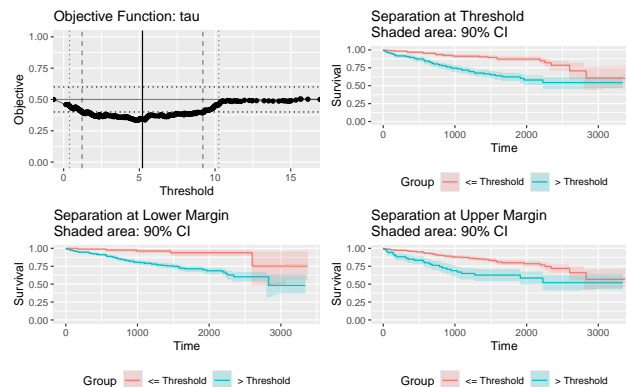 Objective Function: tau
1.00
0.75
0.50
0.25
0.00
Objective
0
5
10
15
Threshold
Separation at Threshold
Shaded area: 90% CI
1.00
0.75
0.50
0.25
0.00
Survival
0
1000
2000
3000
Time
Group
<= Threshold
> Threshold
Separation at Lower Margin
Shaded area: 90% CI
1.00
0.75
0.50
0.25
0.00
Survival
0
1000
2000
3000
Time
Group
<= Threshold
> Threshold
Separation at Upper Margin
Shaded area: 90% CI
1.00
0.75
0.50
0.25
0.00
Survival
0
1000
2000
3000
Time
Group
<= Threshold
> Threshold